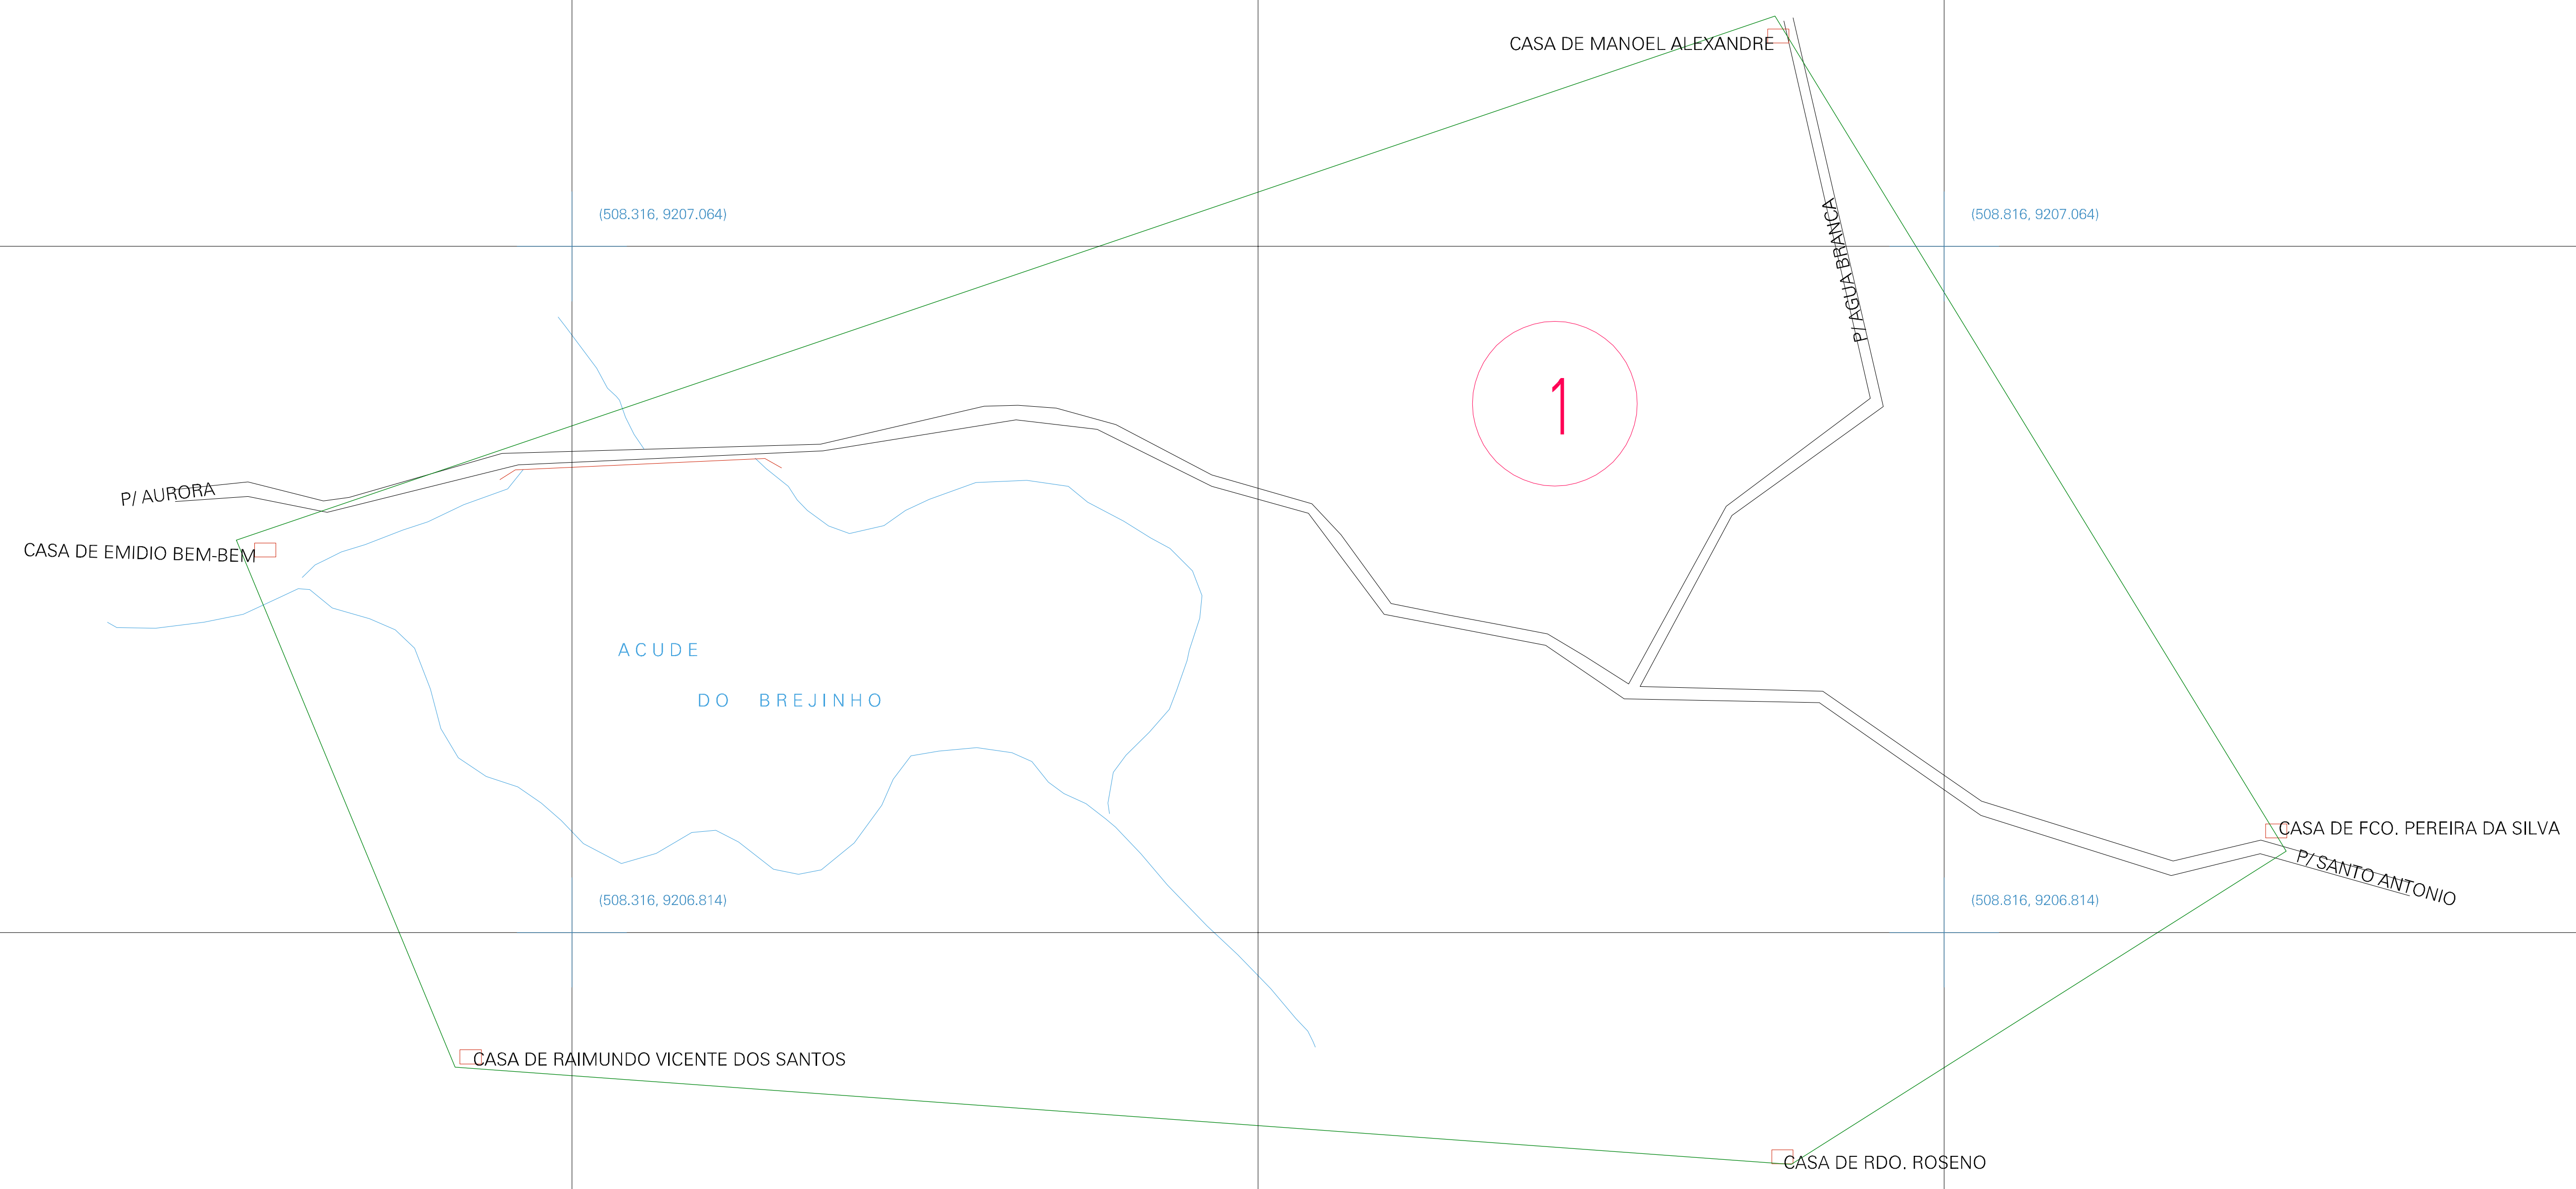 CASA DE MANOEL ALEXANDRE
(508.316, 9207.064)
(508.816, 9207.064)
P/ AGUA BRANCA
1
P/ AURORA
CASA DE EMIDIO BEM-BEM
ACUDE
DO BREJINHO
CASA DE FCO. PEREIRA DA SILVA
P/ SANTO ANTONIO
(508.316, 9206.814)
(508.816, 9206.814)
CASA DE RAIMUNDO VICENTE DOS SANTOS
CASA DE RDO. ROSENO